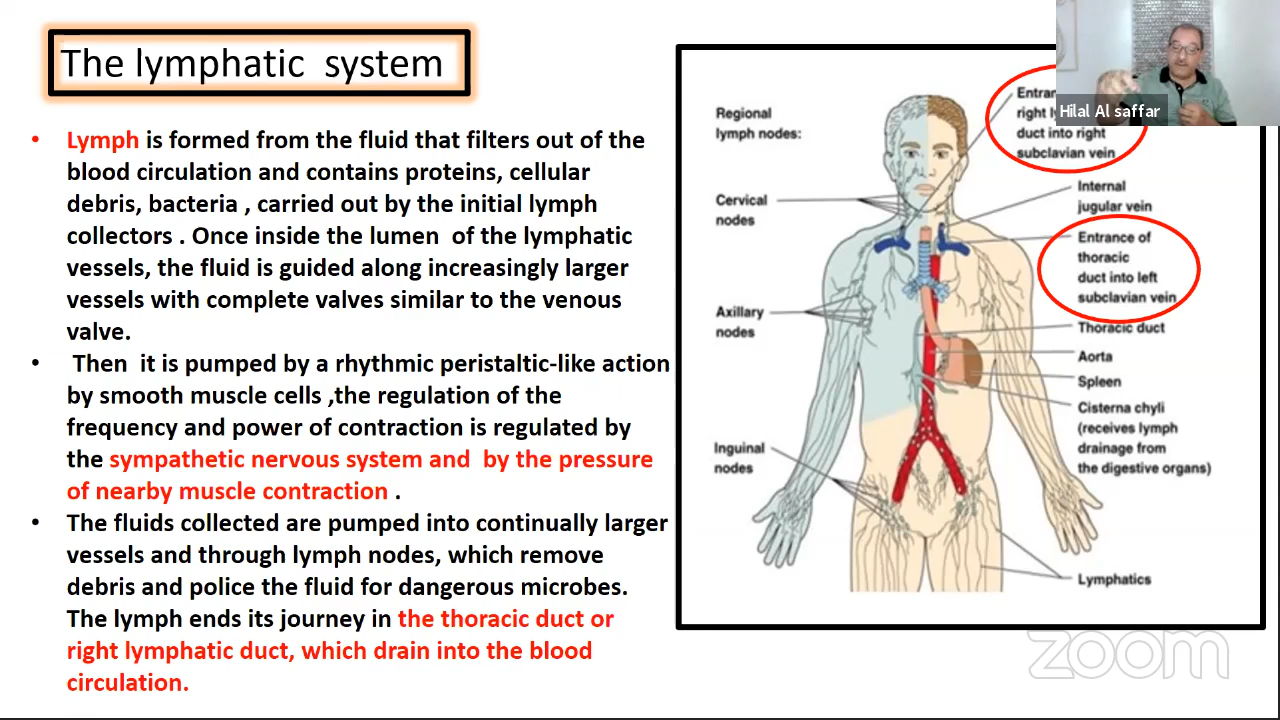 The lymphatic system
• Lymph is formed from the fluid that filters out of the
blood circulation and contains proteins, cellular
debris, bacteria , carried out by the initial lymph
collectors . Once inside the lumen of the lymphatic
vessels, the fluid is guided along increasingly larger
vessels with complete valves similar to the venous
valve.
• Then it is pumped by a rhythmic peristaltic-like action
by smooth muscle cells ,the regulation of the
frequency and power of contraction is regulated by
the sympathetic nervous system and by the pressure
of nearby muscle contraction .
• The fluids collected are pumped into continually larger
vessels and through lymph nodes, which remove
debris and police the fluid for dangerous microbes.
The lymph ends its journey in the thoracic duct or
right lymphatic duct, which drain into the blood
circulation.
Regional
lymph nodes:
Cervical
nodes
Axillary
nodes
Inguinal
nodes
right
duct into right
subclavian vein
Internal
jugular vein
Entrance of
thoracic
duct into left
subclavian vein
Thoracic duct
Aorta
Spleen
Cisterna chyli
(receives lymph
drainage from
the digestive organs)
Lymphatics
Hilal Al saffar
zoom